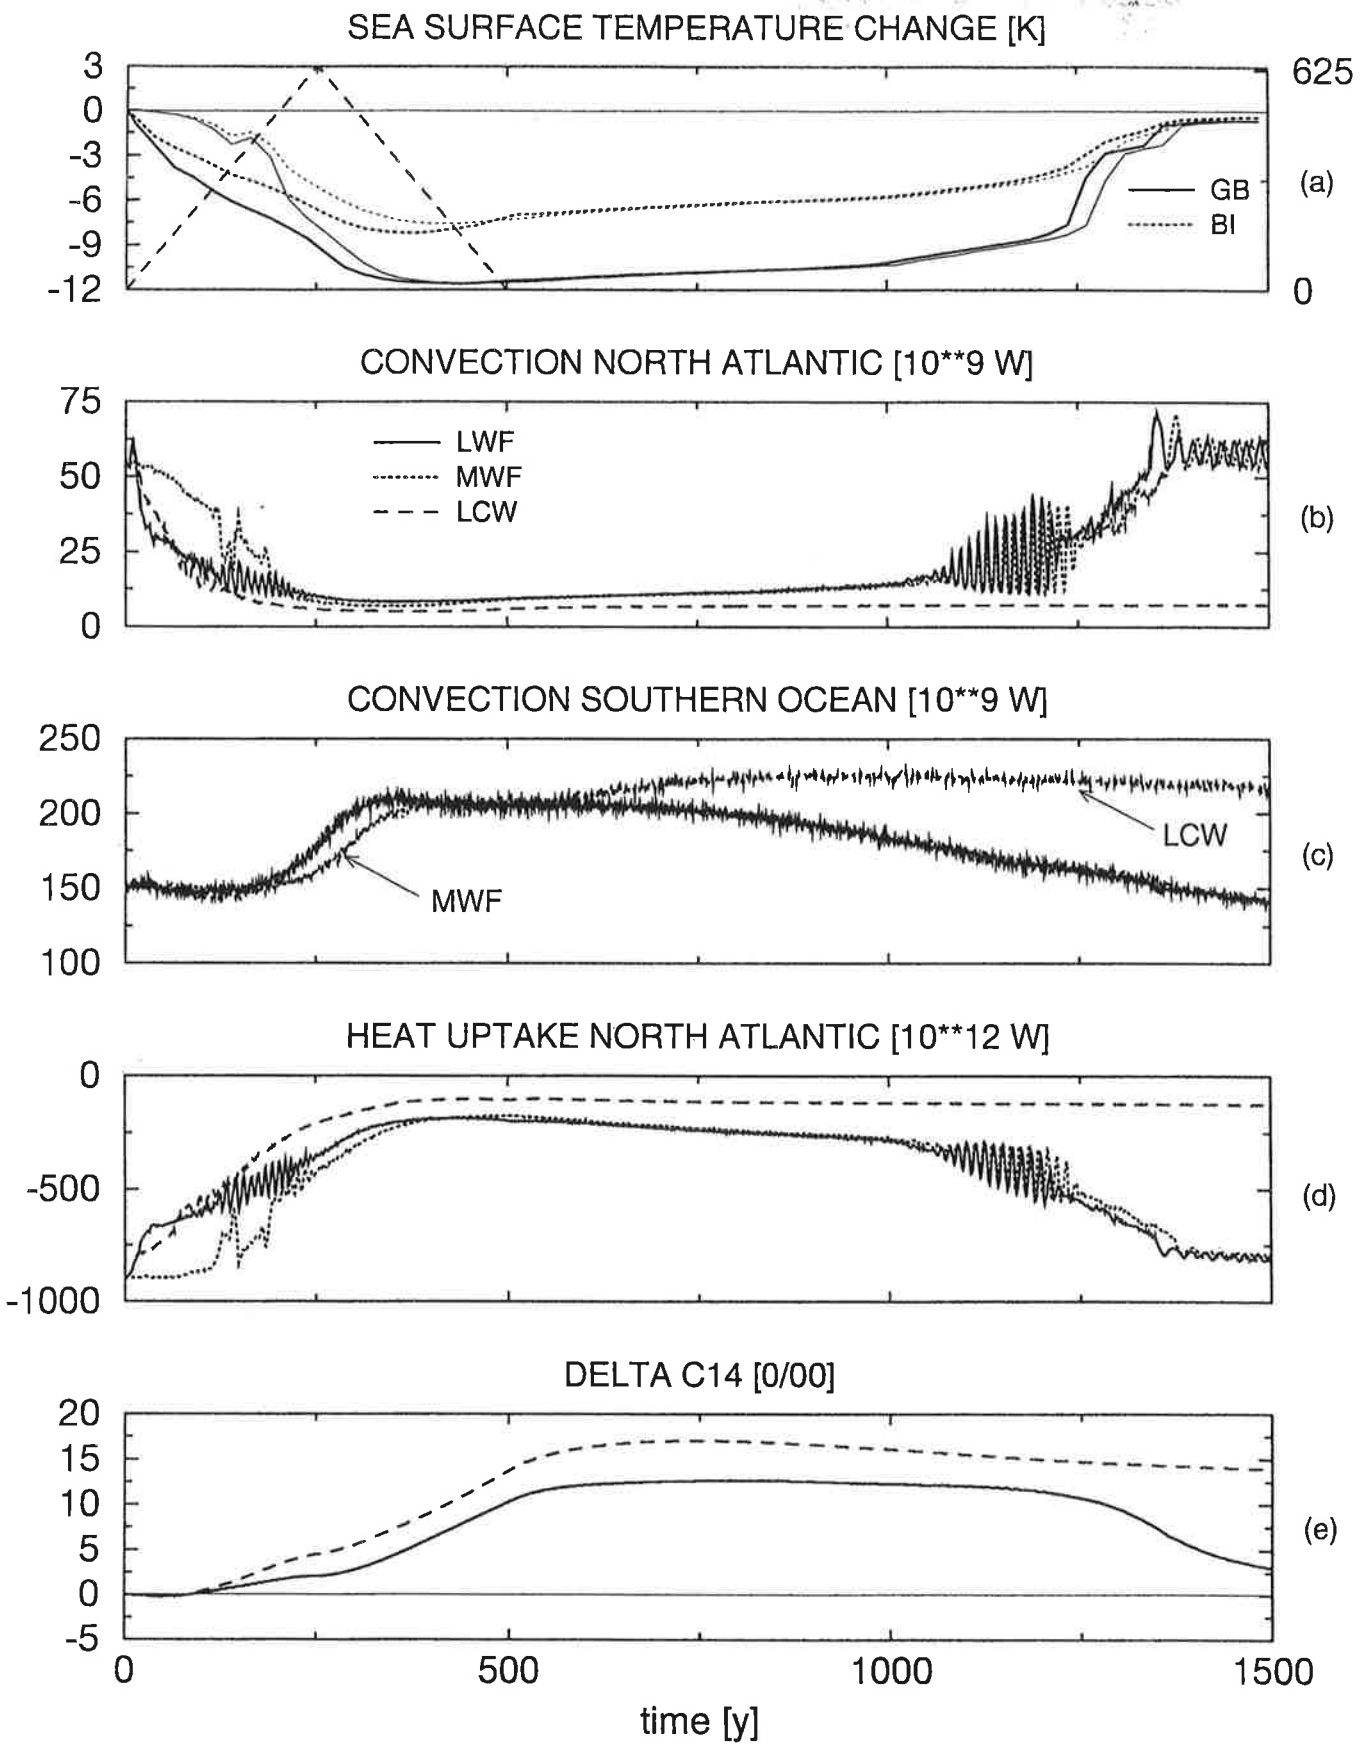 SEA SURFACE TEMPERATURE CHANGE [K]
3
0
-3
-6
-9
-12
625
0
GB
BI
(a)
CONVECTION NORTH ATLANTIC [10**9 W]
75
50
25
0
LWF
MWF
LCW
(b)
CONVECTION SOUTHERN OCEAN [10**9 W]
250
200
150
100
LCW
MWF
(c)
HEAT UPTAKE NORTH ATLANTIC [10**12 W]
0
-500
-1000
(d)
DELTA C14 [0/00]
20
15
10
5
0
-5
(e)
0 500 1000 1500
time [y]